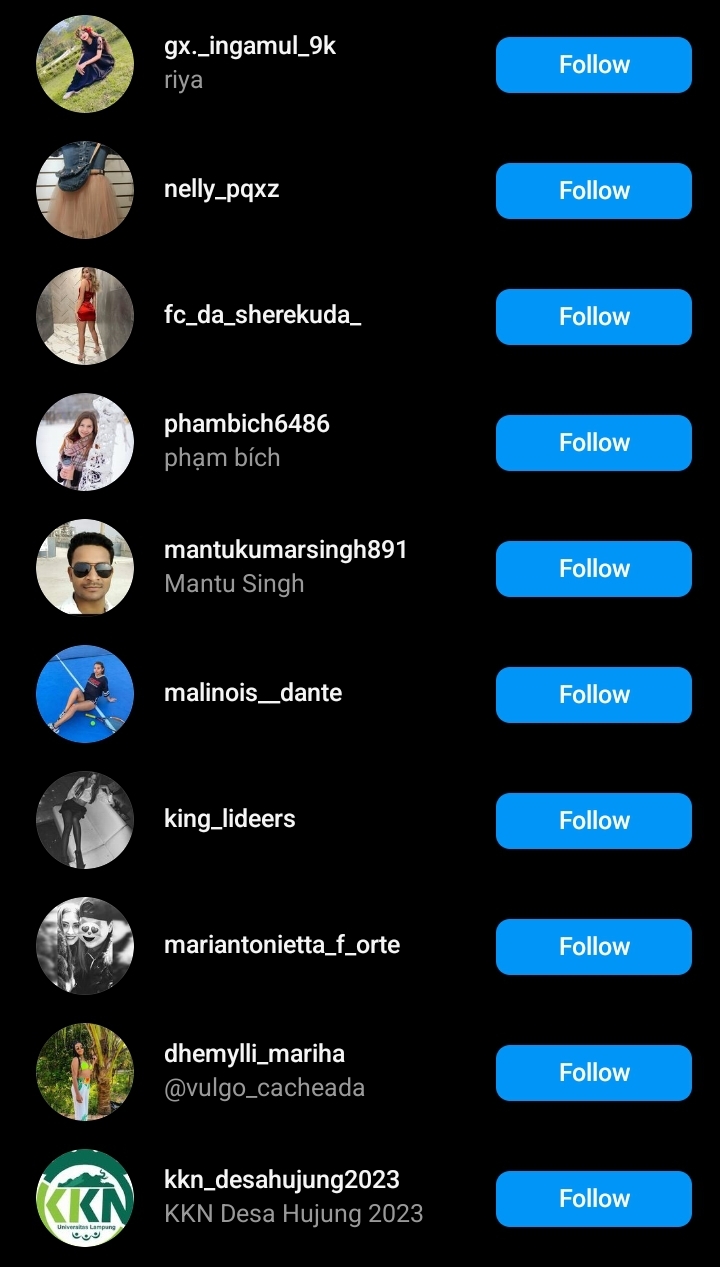 gx._ingamul_9k
riya
Follow
nelly_pqxz
Follow
fc_da_sherekuda_
Follow
phambich6486
phạm bích
Follow
mantukumarsingh891
Mantu Singh
Follow
malinois__dante
Follow
king_lideers
Follow
mariantonietta_f_orte
Follow
dhemylli_mariha
@vulgo_cacheada
Follow
KKN
Universitas Lampung
kkn_desahujung2023
KKN Desa Hujung 2023
Follow